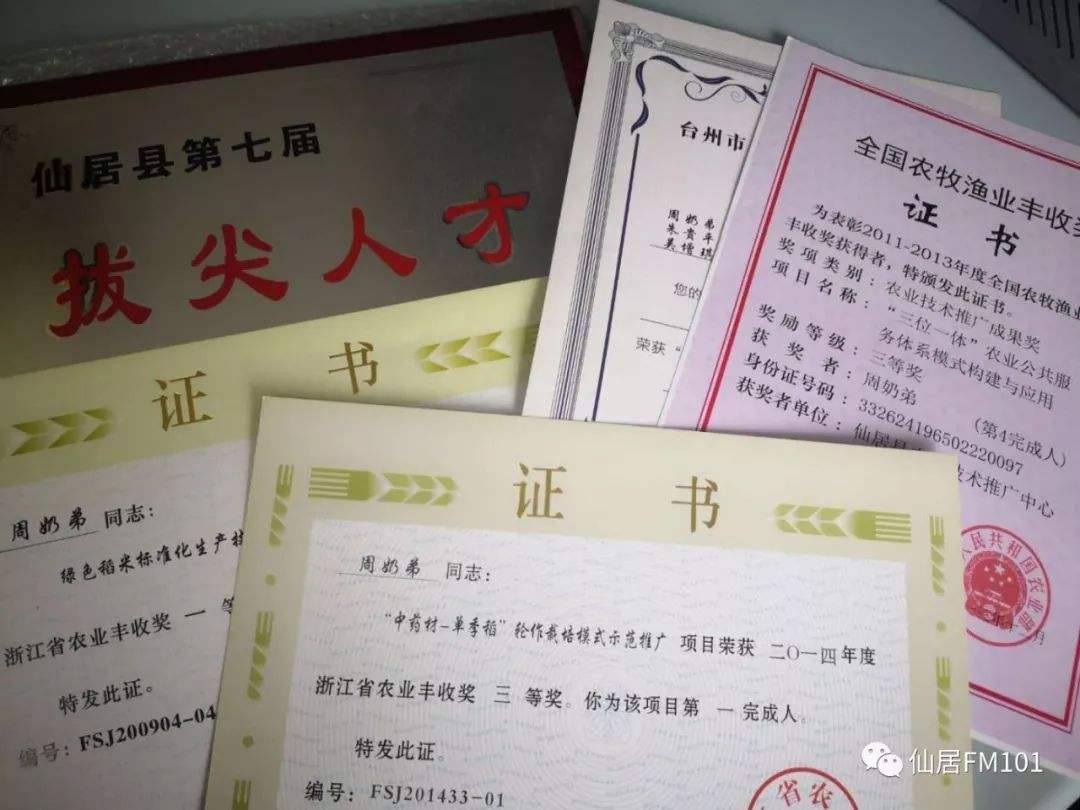 仙居县第七届
拔尖人才
台州市
周奶弟
您的
荣获“
全国农牧渔业丰收奖
证书
为表彰2011-2013年度全国农牧渔业
丰收奖获得者，特颁发此证书。
奖项类别：农业技术推广成果奖
项目名称：“三位一体”农业公共服
务体系模式构建与应用
奖励等级：三等奖
获奖者：周奶弟 (第4完成人)
身份证号码：332624196502220097
获奖者单位：仙居县
技术推广中心
证书
周奶弟 同志：
绿色稻米标准化生产技
浙江省农业丰收奖 一 等
特发此证。
编号：FSJ200904-04
证书
周奶弟 同志：
“中药材-单季稻”轮作栽培模式示范推广 项目荣获 二〇一四年度
浙江省农业丰收奖 三 等奖。你为该项目第 一 完成人。
特发此证。
编号：FSJ201433-01
省农
仙居FM101